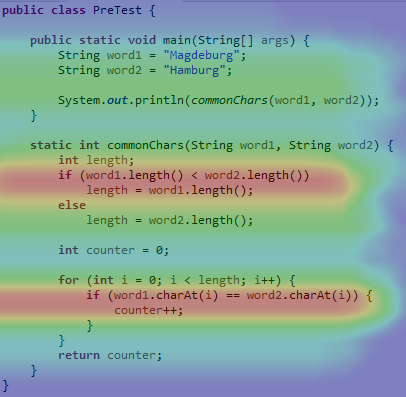 public class PreTest {
public static void main(String[] args) {
String word1 = "Magdeburg";
String word2 = "Hamburg";
System.out.println(commonChars(word1, word2));
}
static int commonChars(String word1, String word2) {
int length;
if (word1.length() < word2.length())
length = word1.length();
else
length = word2.length();
int counter = 0;
for (int i = 0; i < length; i++) {
if (word1.charAt(i) == word2.charAt(i)) {
counter++;
}
}
return counter;
}
}